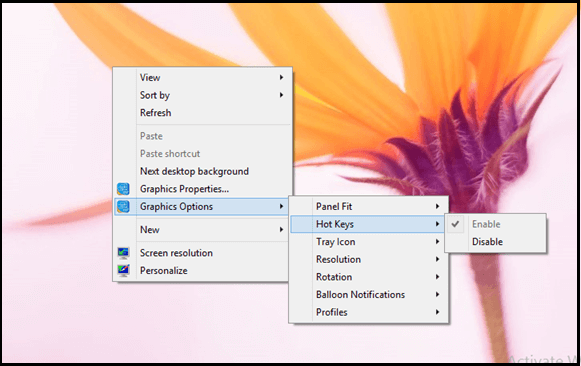 View
Sort by
Refresh
Paste
Paste shortcut
Next desktop background
Graphics Properties...
Graphics Options
New
Screen resolution
Personalize
Panel Fit
Hot Keys
Tray Icon
Resolution
Rotation
Balloon Notifications
Profiles
Enable
Disable
Activate W